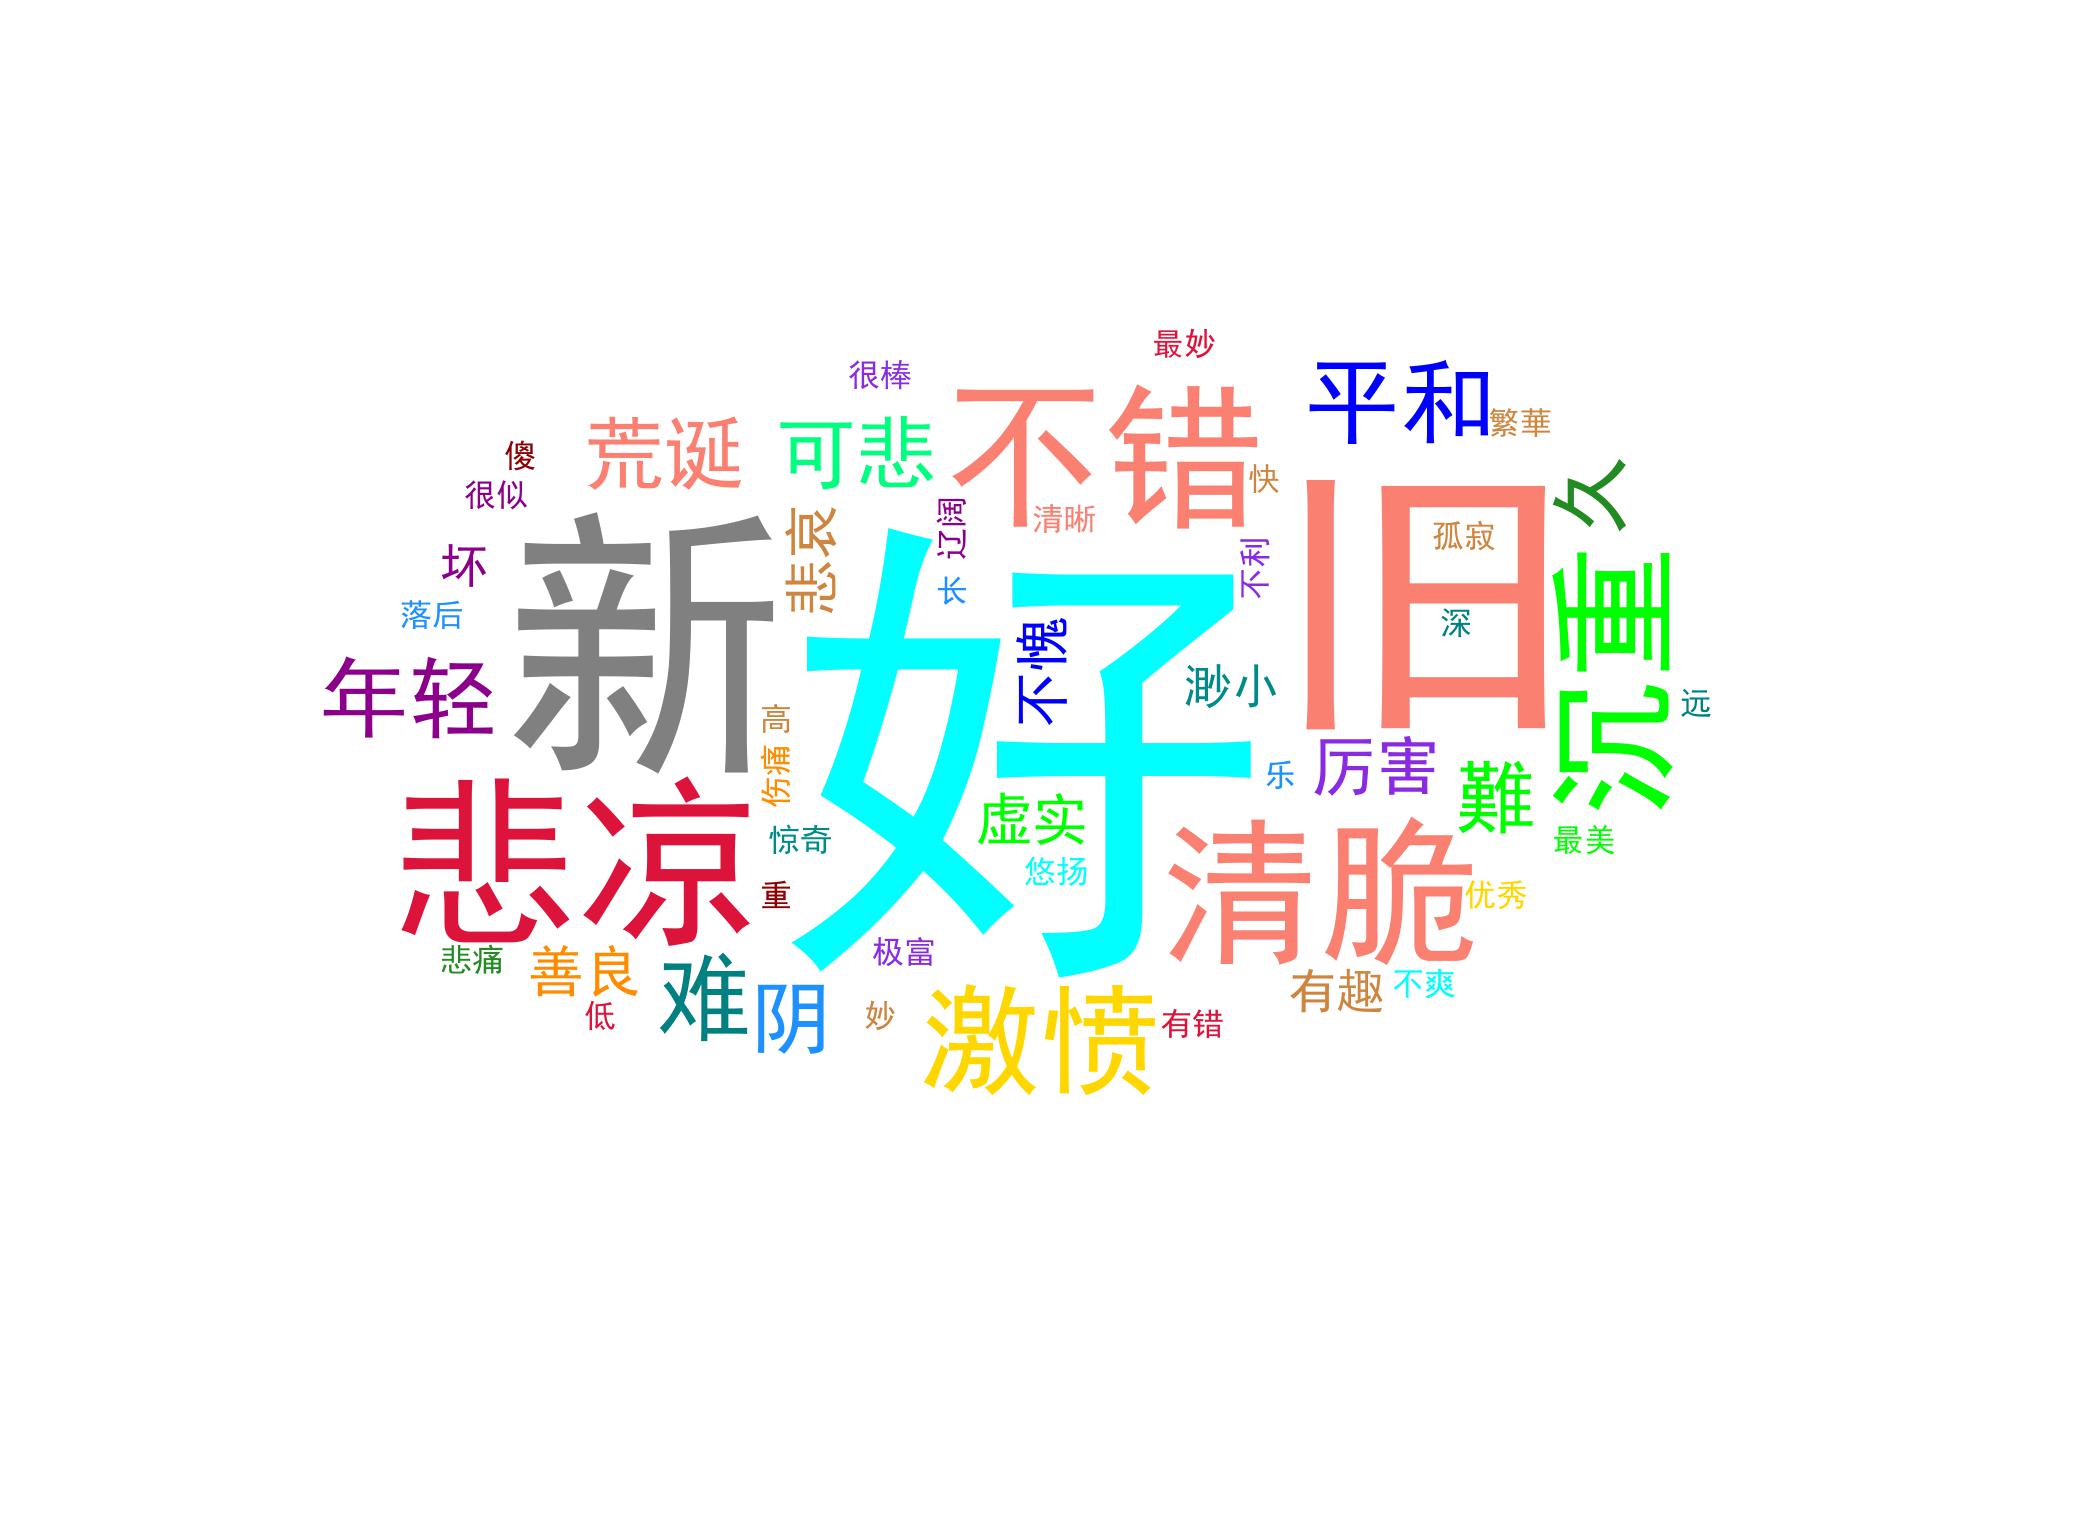 最妙
很棒
平和
不错
繁華
荒诞
可悲
傻
快
久
很似
清晰
辽阔
孤寂
旧
新
悲哀
坏
不利
长
落后
深
不愧
沉重
好
年轻
渺小
远
高
伤痛
乐
厉害
難
虚实
惊奇
最美
悲凉
悠扬
清脆
重
优秀
极富
悲痛
善良
难
阴
有趣
不爽
低
妙
激愤
有错